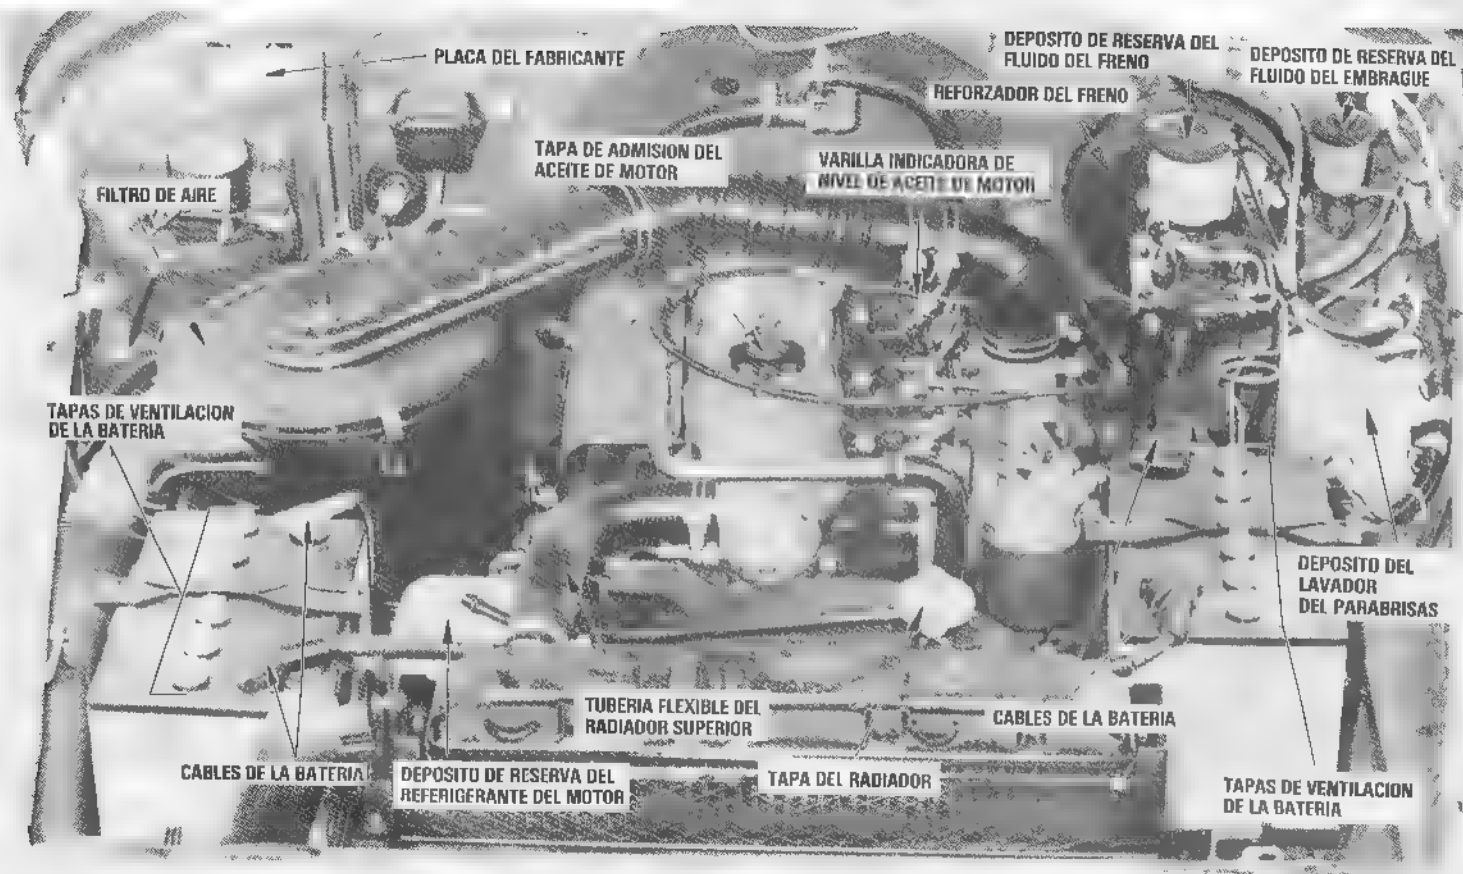 PLACA DEL FABRICANTE
DEPOSITO DE RESERVA DEL
FLUIDO DEL FRENO
DEPOSITO DE RESERVA DEL
FLUIDO DEL EMBRAGUE
REFORZADOR DEL FRENO
TAPA DE ADMISION DEL
ACEITE DE MOTOR
VARILLA INDICADORA DE
NIVEL DE ACEITE DE MOTOR
FILTRO DE AIRE
TAPAS DE VENTILACION
DE LA BATERIA
DEPOSITO DEL
LAVADOR
DEL PARABRISAS
TUBERIA FLEXIBLE DEL
RADIADOR SUPERIOR
CABLES DE LA BATERIA
CABLES DE LA BATERIA
DEPOSITO DE RESERVA DEL
REFERIGERANTE DEL MOTOR
TAPA DEL RADIADOR
TAPAS DE VENTILACION
DE LA BATERIA